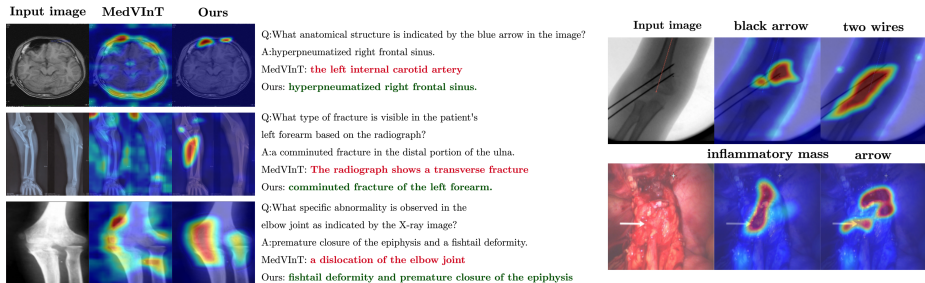 Input image MedVInT Ours
Q:What anatomical structure is indicated by the blue arrow in the image?
A:hyperpneumatized right frontal sinus.
MedVInT: the left internal carotid artery
Ours: hyperpneumatized right frontal sinus.
Q:What type of fracture is visible in the patient's
left forearm based on the radiograph?
A:a comminuted fracture in the distal portion of the ulna.
MedVInT: The radiograph shows a transverse fracture
Ours: comminuted fracture of the left forearm.
Q:What specific abnormality is observed in the
elbow joint as indicated by the X-ray image?
A:premature closure of the epiphysis and a fishtail deformity.
MedVInT: a dislocation of the elbow joint
Ours: fishtail deformity and premature closure of the epiphysis
Input image black arrow two wires
inflammatory mass arrow